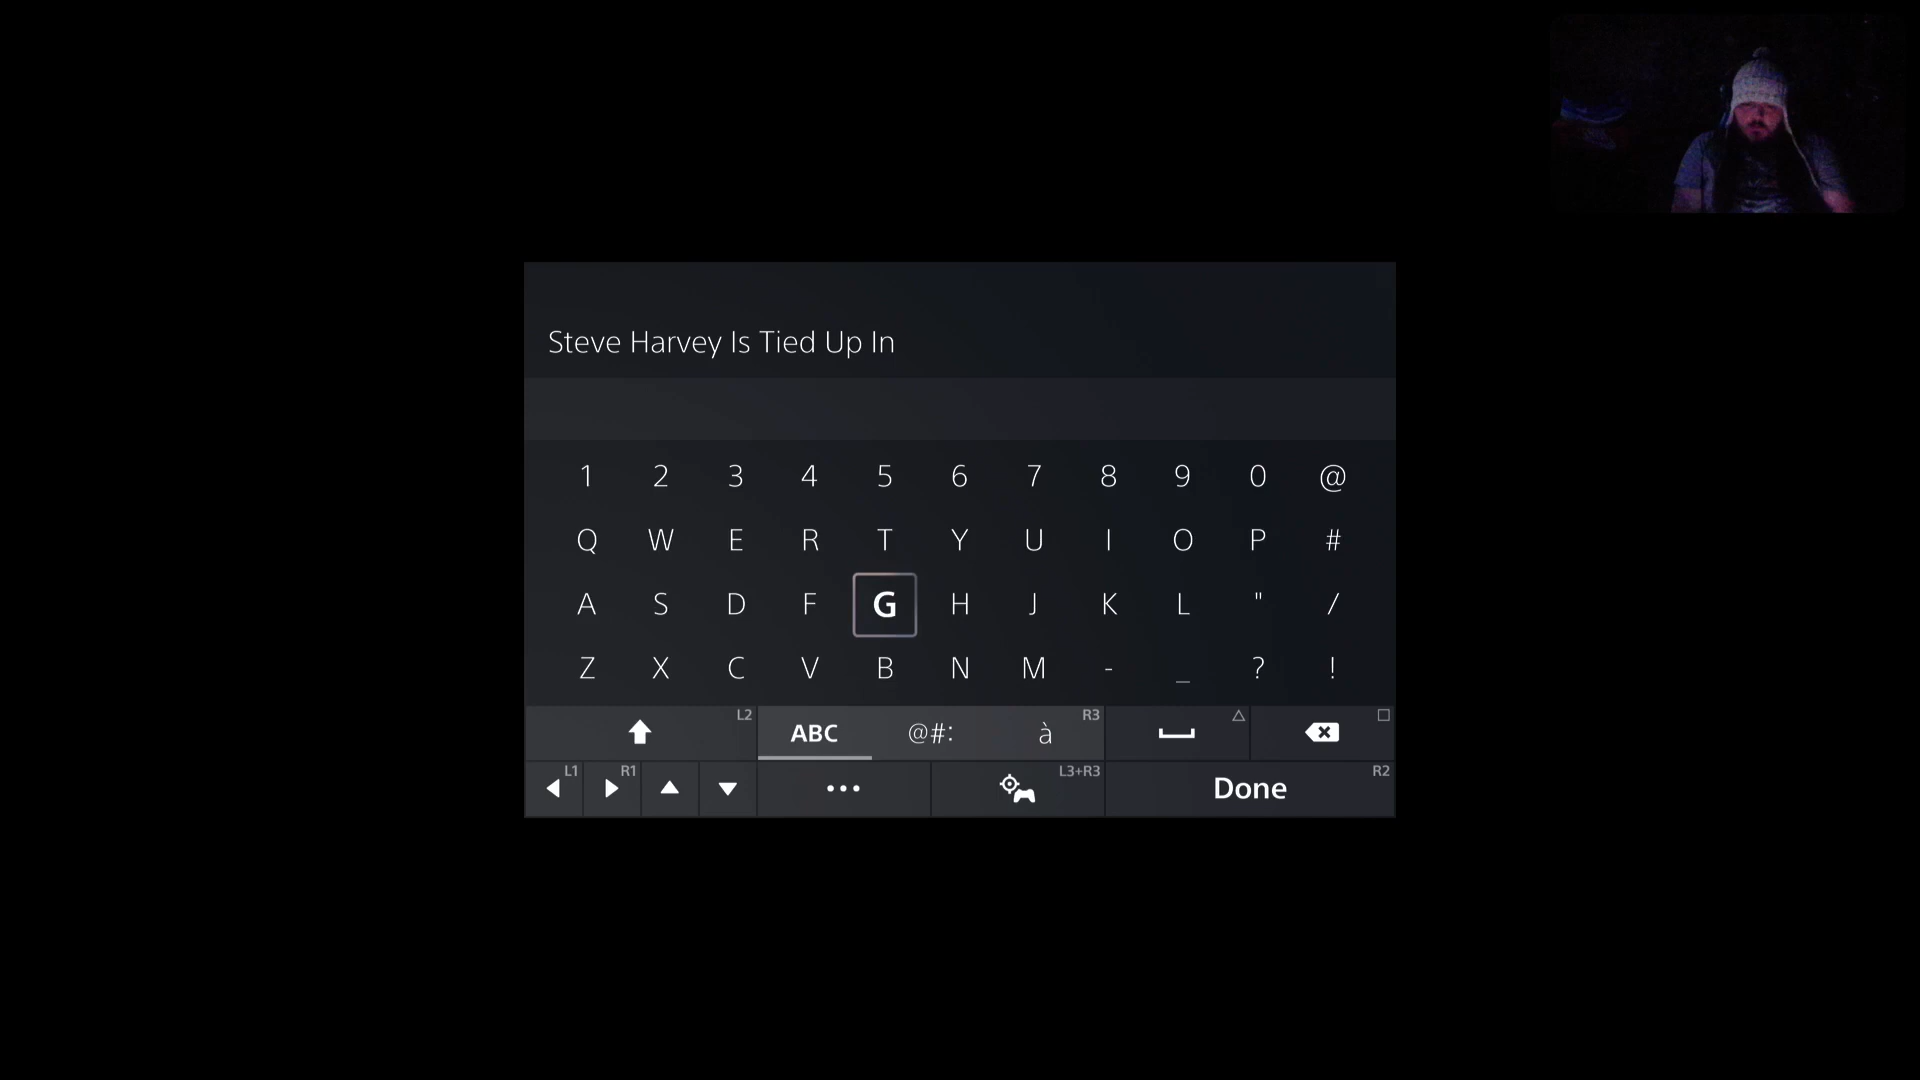 Steve Harvey Is Tied Up In
1 2 3 4 5 6 7 8 9 0 @
Q W E R T Y U I O P #
A S D F G H J K L " /
Z X C V B N M - _ ? !
L2 ABC @#: à R3
L1 R1 ... L3+R3 Done R2